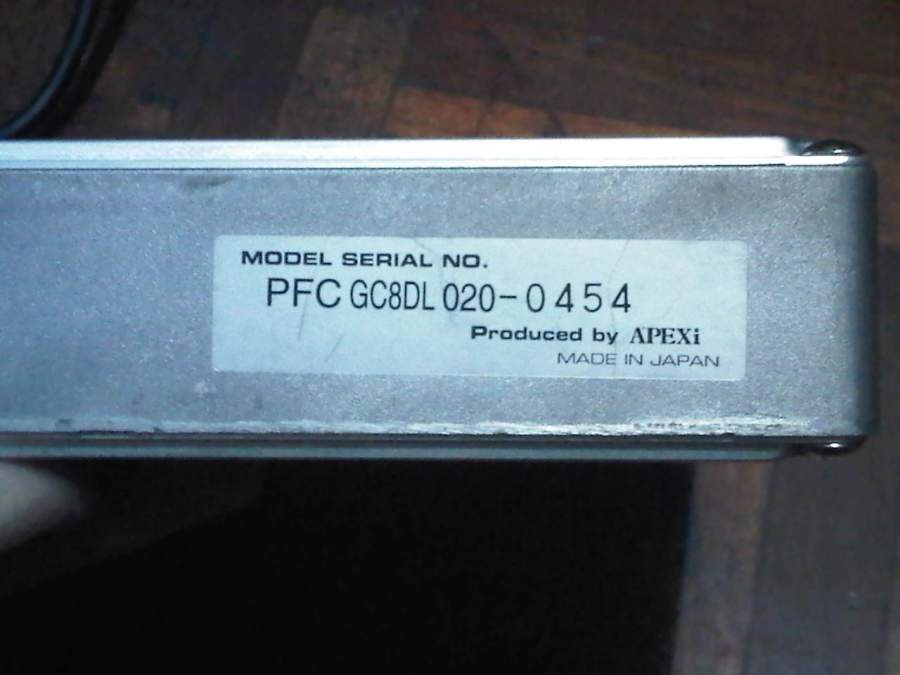 MODEL SERIAL NO.
PFC GC8DL 020-0454
Produced by APEXi
MADE IN JAPAN